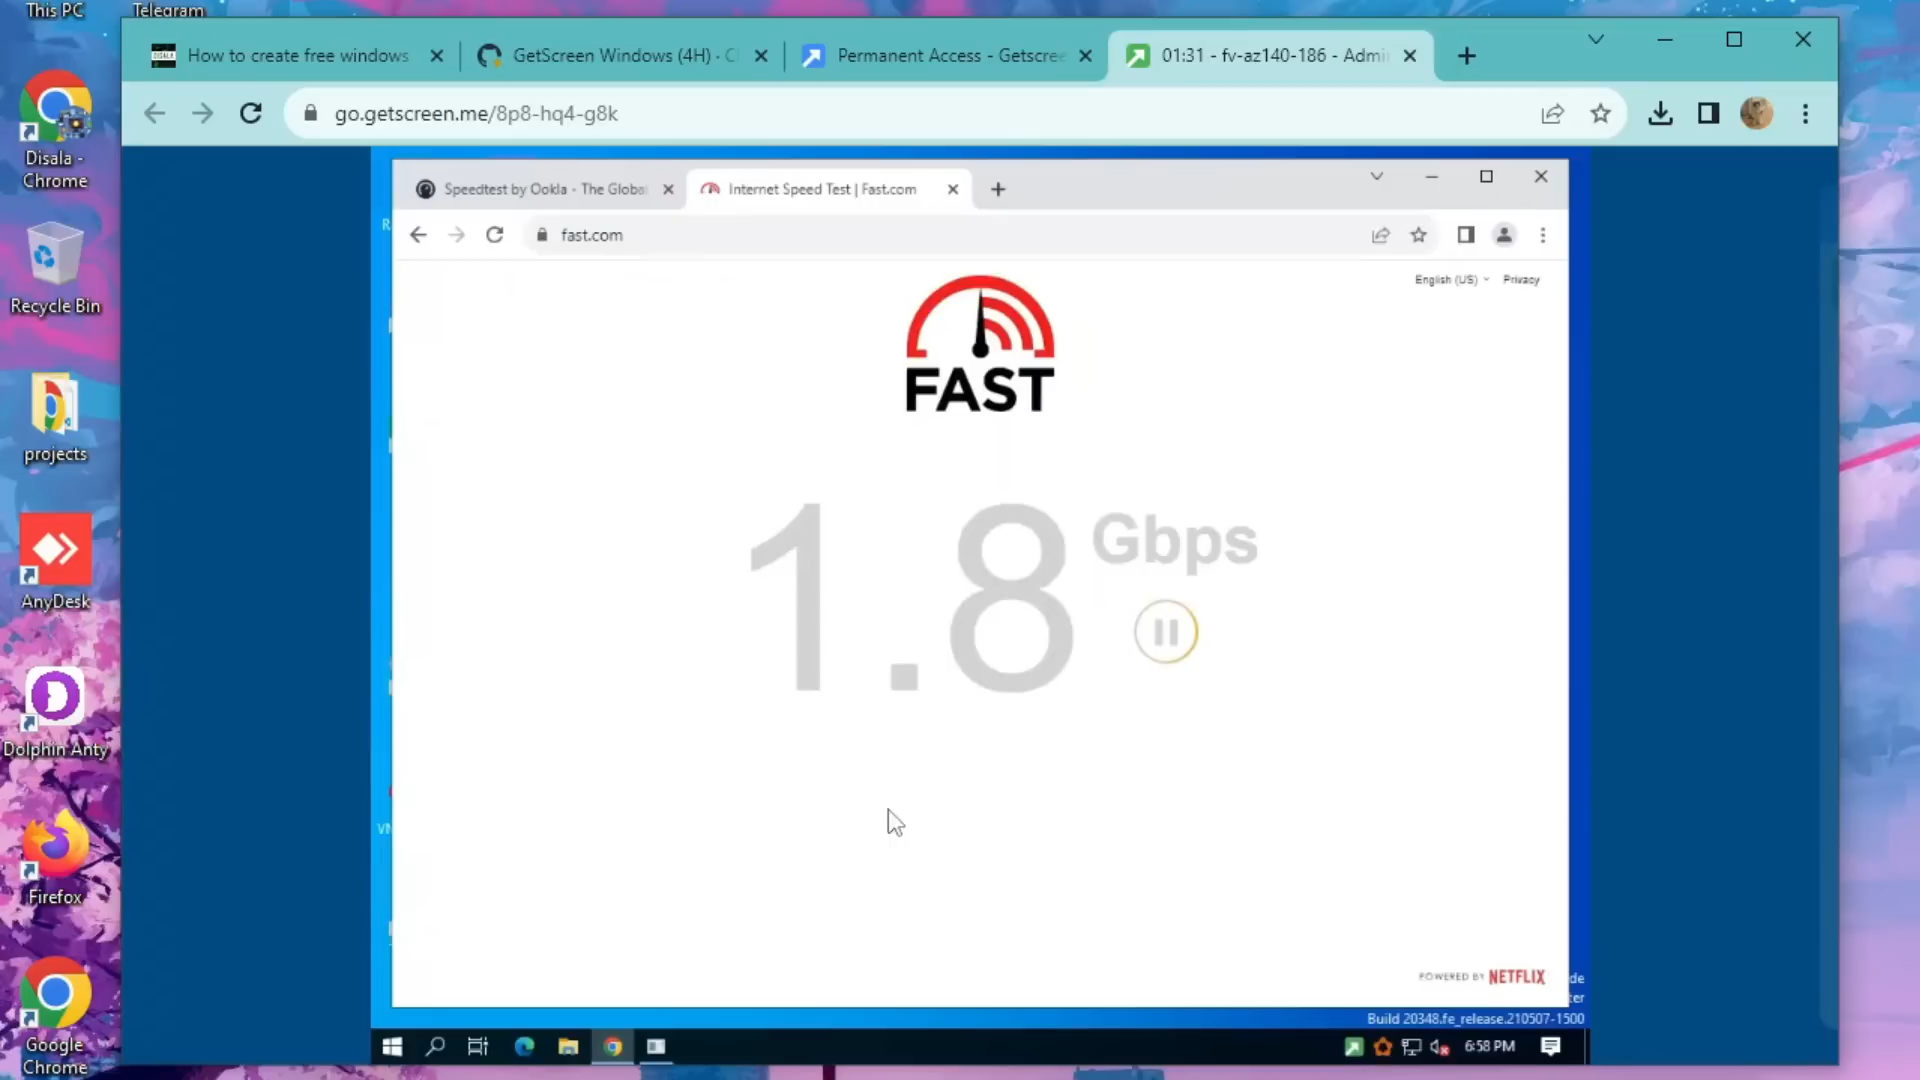 This PC
Telegram
How to create free windows
GetScreen Windows (4H) ·
Permanent Access - Getscree
01:31 - fv-az140-186 - Admi
go.getscreen.me/8p8-hq4-g8k
Disala -
Chrome
Speedtest by Ookla - The Global
Internet Speed Test | Fast.com
fast.com
English (US)
Privacy
FAST
Recycle Bin
projects
1.8 Gbps
AnyDesk
Dolphin Anty
Firefox
POWERED BY NETFLIX
Build 20348.fe_release.210507-1500
Google
Chrome
6:58 PM